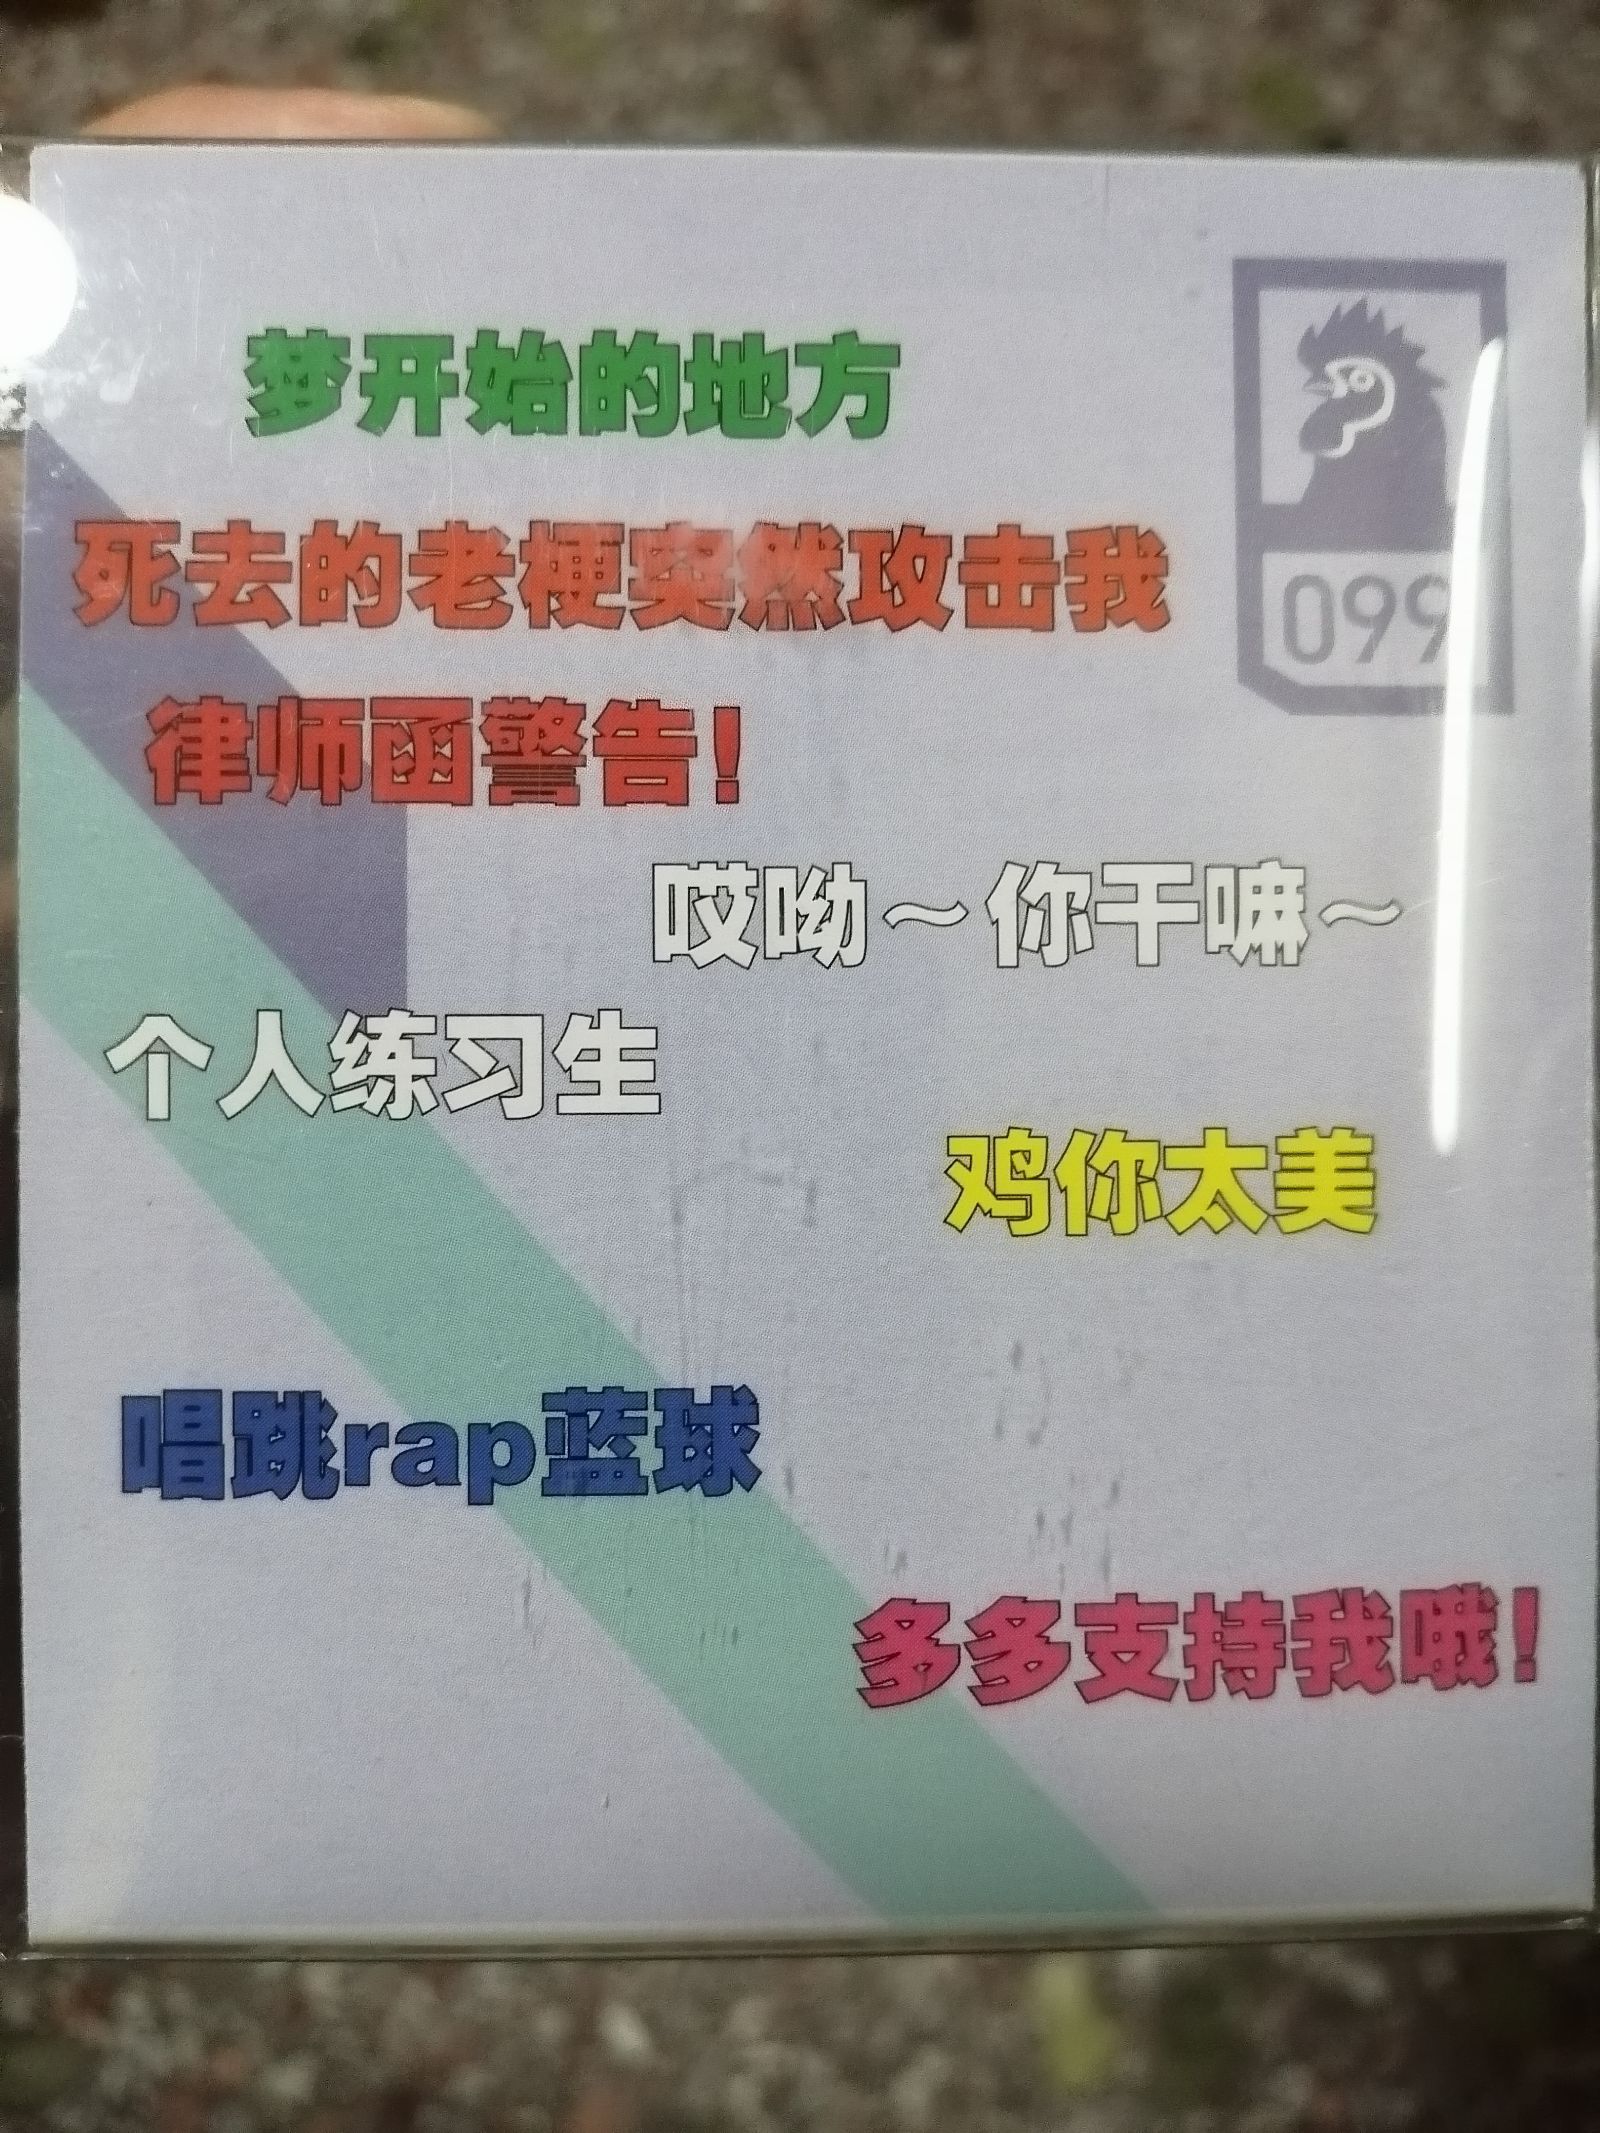 梦开始的地方
099
死去的老梗突然攻击我
律师函警告！
哎呦～你干嘛～
个人练习生
鸡你太美
唱跳rap蓝球
多多支持我哦！